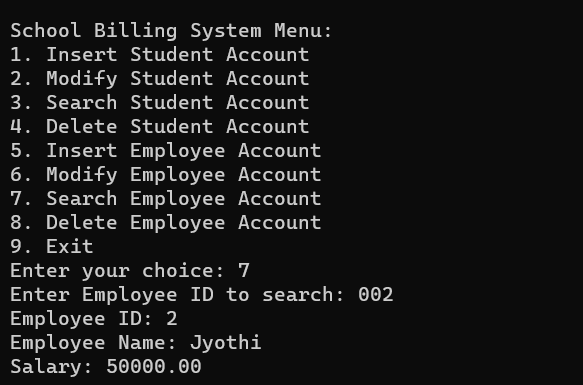 School Billing System Menu:
1. Insert Student Account
2. Modify Student Account
3. Search Student Account
4. Delete Student Account
5. Insert Employee Account
6. Modify Employee Account
7. Search Employee Account
8. Delete Employee Account
9. Exit
Enter your choice: 7
Enter Employee ID to search: 002
Employee ID: 2
Employee Name: Jyothi
Salary: 50000.00